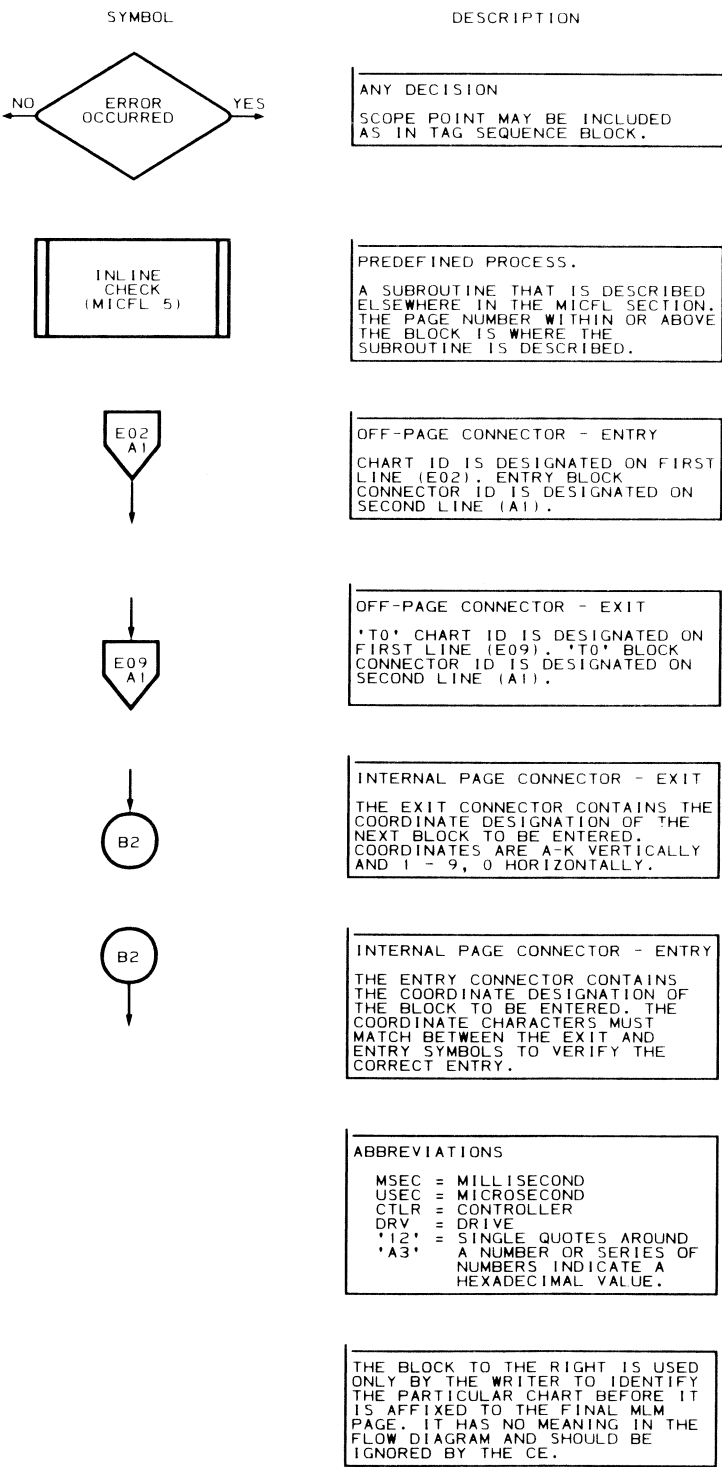 SYMBOL DESCRIPTION
NO ERROR OCCURRED YES
ANY DECISION
SCOPE POINT MAY BE INCLUDED
AS IN TAG SEQUENCE BLOCK.
INLINE
CHECK
(MICFL 5)
PREDEFINED PROCESS.
A SUBROUTINE THAT IS DESCRIBED
ELSEWHERE IN THE MICFL SECTION.
THE PAGE NUMBER WITHIN OR ABOVE
THE BLOCK IS WHERE THE
SUBROUTINE IS DESCRIBED.
E02
A1
OFF-PAGE CONNECTOR - ENTRY
CHART ID IS DESIGNATED ON FIRST
LINE (E02). ENTRY BLOCK
CONNECTOR ID IS DESIGNATED ON
SECOND LINE (A1).
E09
A1
OFF-PAGE CONNECTOR - EXIT
'TO' CHART ID IS DESIGNATED ON
FIRST LINE (E09). 'TO' BLOCK
CONNECTOR ID IS DESIGNATED ON
SECOND LINE (A1).
B2
INTERNAL PAGE CONNECTOR - EXIT
THE EXIT CONNECTOR CONTAINS THE
COORDINATE DESIGNATION OF THE
NEXT BLOCK TO BE ENTERED.
COORDINATES ARE A-K VERTICALLY
AND 1 - 9, 0 HORIZONTALLY.
B2
INTERNAL PAGE CONNECTOR - ENTRY
THE ENTRY CONNECTOR CONTAINS
THE COORDINATE DESIGNATION OF
THE BLOCK TO BE ENTERED. THE
COORDINATE CHARACTERS MUST
MATCH BETWEEN THE EXIT AND
ENTRY SYMBOLS TO VERIFY THE
CORRECT ENTRY.
ABBREVIATIONS
MSEC = MILLISECOND
USEC = MICROSECOND
CTLR = CONTROLLER
DRV = DRIVE
'12' = SINGLE QUOTES AROUND
'A3' A NUMBER OR SERIES OF
NUMBERS INDICATE A
HEXADECIMAL VALUE.
THE BLOCK TO THE RIGHT IS USED
ONLY BY THE WRITER TO IDENTIFY
THE PARTICULAR CHART BEFORE IT
IS AFFIXED TO THE FINAL MLM
PAGE. IT HAS NO MEANING IN THE
FLOW DIAGRAM AND SHOULD BE
IGNORED BY THE CE.